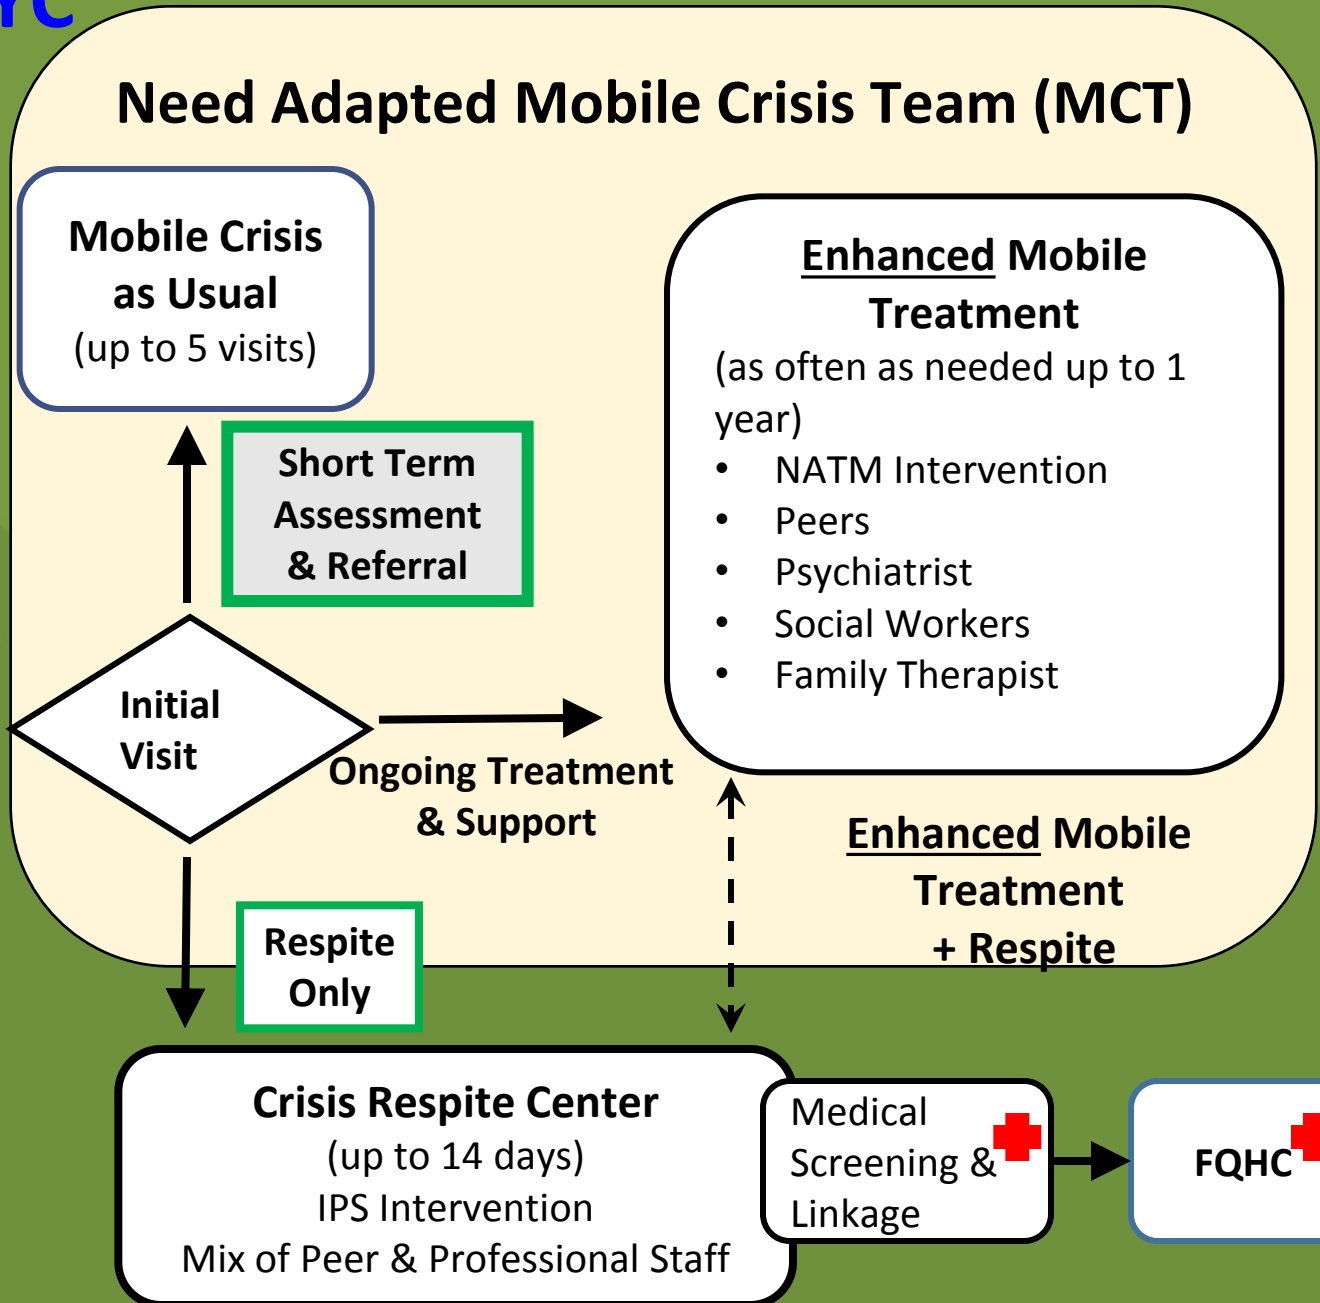 YC
Need Adapted Mobile Crisis Team (MCT)
Mobile Crisis
as Usual
(up to 5 visits)
Enhanced Mobile
Treatment
(as often as needed up to 1
year)
• NATM Intervention
• Peers
• Psychiatrist
• Social Workers
• Family Therapist
Short Term
Assessment
& Referral
Initial
Visit
Ongoing Treatment
& Support
Enhanced Mobile
Treatment
+ Respite
Respite
Only
Crisis Respite Center
(up to 14 days)
IPS Intervention
Mix of Peer & Professional Staff
Medical
Screening &
Linkage
FQHC